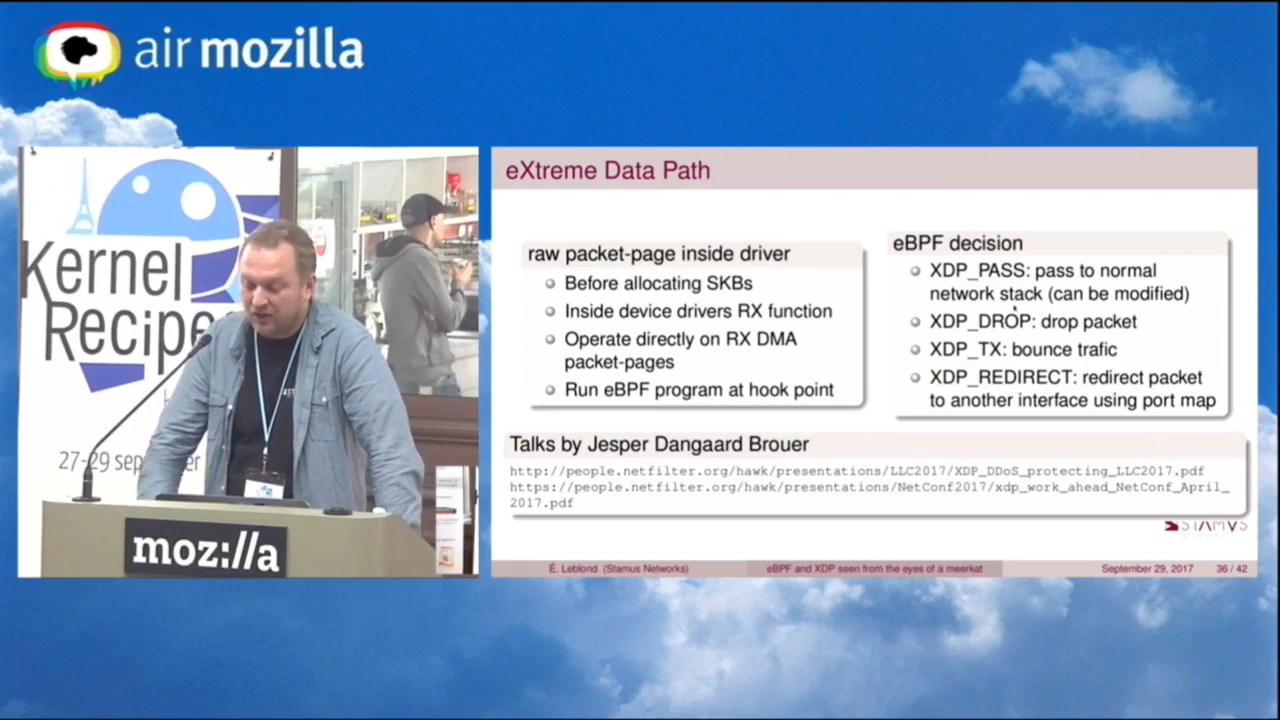 air mozilla
Kernel
Recipe
27-29 sep
moz://a
eXtreme Data Path
raw packet-page inside driver
Before allocating SKBs
Inside device drivers RX function
Operate directly on RX DMA
packet-pages
Run eBPF program at hook point
eBPF decision
XDP_PASS: pass to normal
network stack (can be modified)
XDP_DROP: drop packet
XDP_TX: bounce trafic
XDP_REDIRECT: redirect packet
to another interface using port map
Talks by Jesper Dangaard Brouer
http://people.netfilter.org/hawk/presentations/LLC2017/XDP_DDoS_protecting_LLC2017.pdf
https://people.netfilter.org/hawk/presentations/NetConf2017/xdp_work_ahead_NetConf_April_
2017.pdf
STAMVS
É. Leblond (Stamus Networks) eBPF and XDP seen from the eyes of a meerkat September 29, 2017 36 / 42